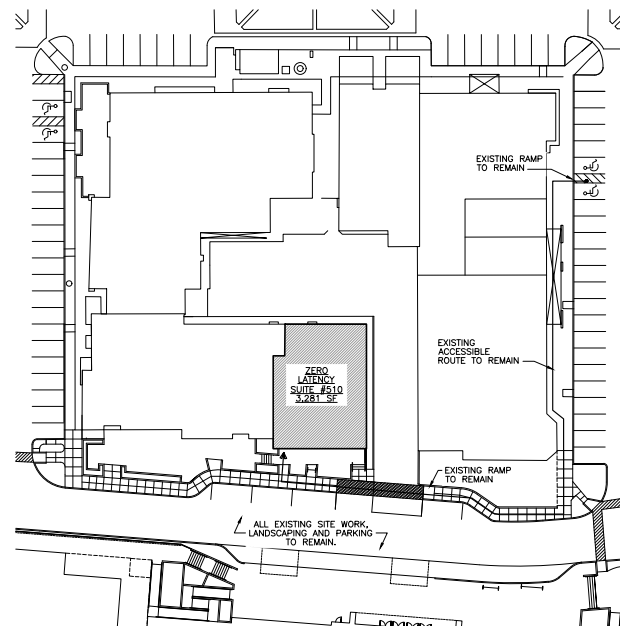 EXISTING RAMP
TO REMAIN
EXISTING
ACCESSIBLE
ROUTE TO REMAIN
ZERO
LATENCY
SUITE #510
3,281 SF
EXISTING RAMP
TO REMAIN
ALL EXISTING SITE WORK,
LANDSCAPING AND PARKING
TO REMAIN.